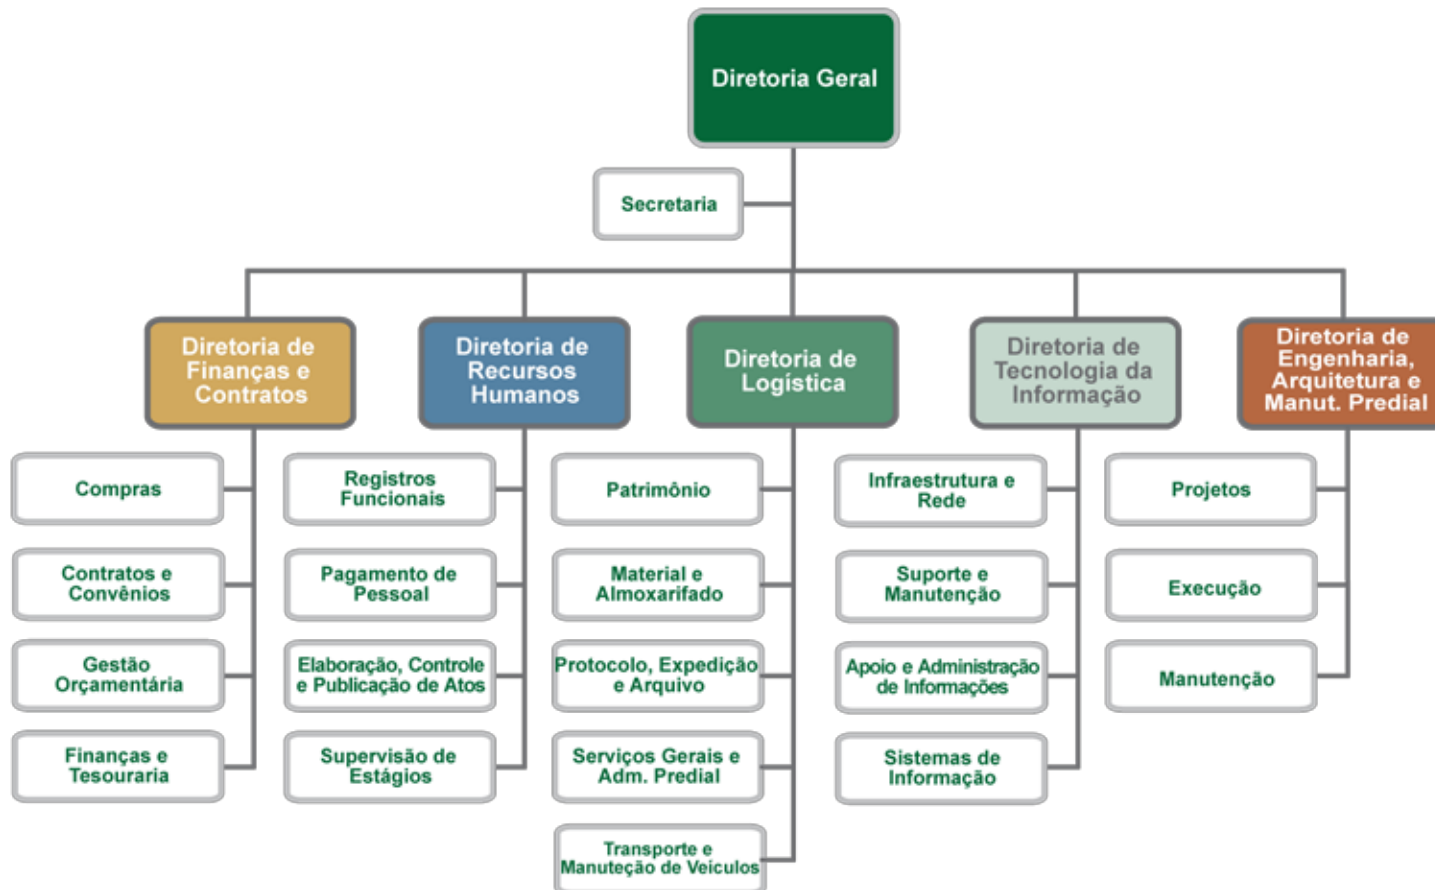 Diretoria Geral
Secretaria
Diretoria de
Finanças e
Contratos
Diretoria de
Recursos
Humanos
Diretoria de
Logística
Diretoria de
Tecnologia da
Informação
Diretoria de
Engenharia,
Arquitetura e
Manut. Predial
Compras
Contratos e
Convênios
Gestão
Orçamentária
Finanças e
Tesouraria
Registros
Funcionais
Pagamento de
Pessoal
Elaboração, Controle
e Publicação de Atos
Supervisão de
Estágios
Patrimônio
Material e
Almoxarifado
Protocolo, Expedição
e Arquivo
Serviços Gerais e
Adm. Predial
Transporte e
Manuteção de Veículos
Infraestrutura e
Rede
Suporte e
Manutenção
Apoio e Administração
de Informações
Sistemas de
Informação
Projetos
Execução
Manutenção